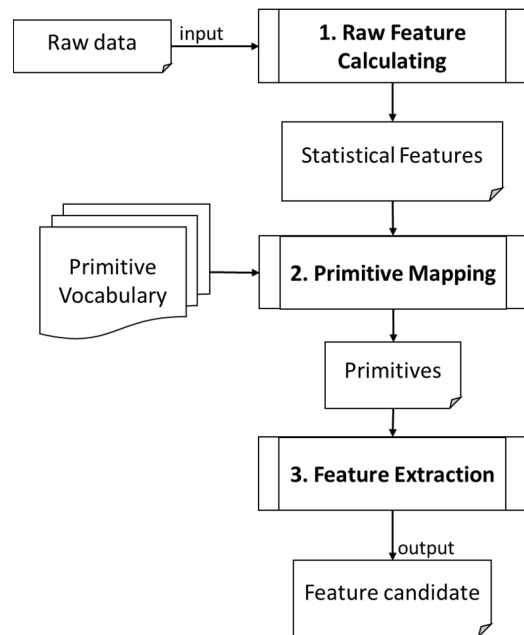 Raw data
input
1. Raw Feature
Calculating
Statistical Features
Primitive
Vocabulary
2. Primitive Mapping
Primitives
3. Feature Extraction
output
Feature candidate